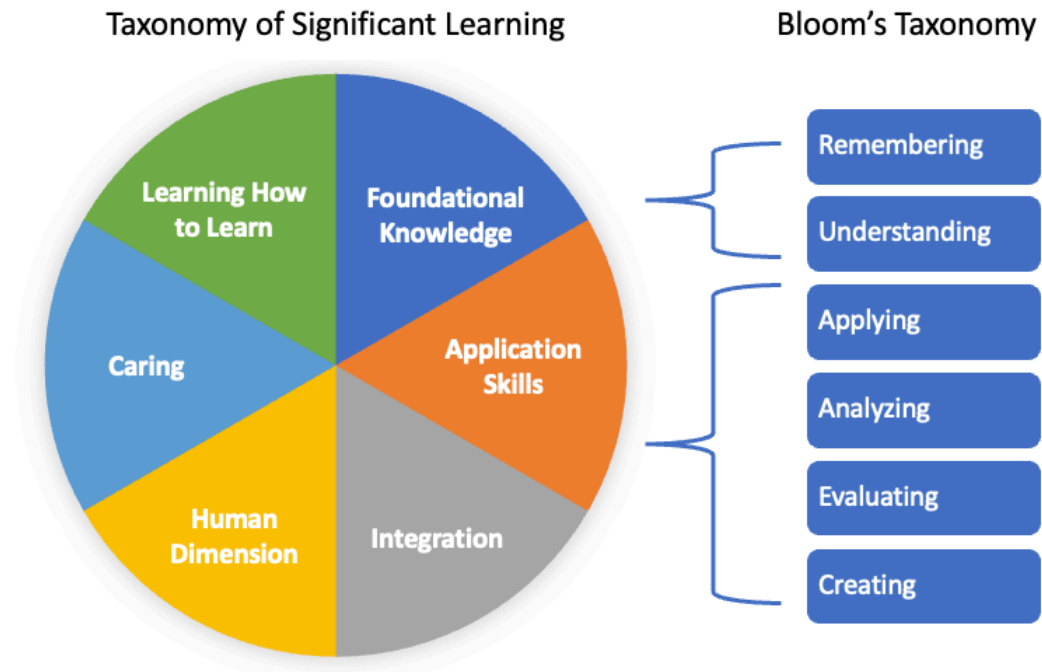 Taxonomy of Significant Learning
Bloom’s Taxonomy
Learning How
to Learn
Foundational
Knowledge
Caring
Application
Skills
Human
Dimension
Integration
Remembering
Understanding
Applying
Analyzing
Evaluating
Creating